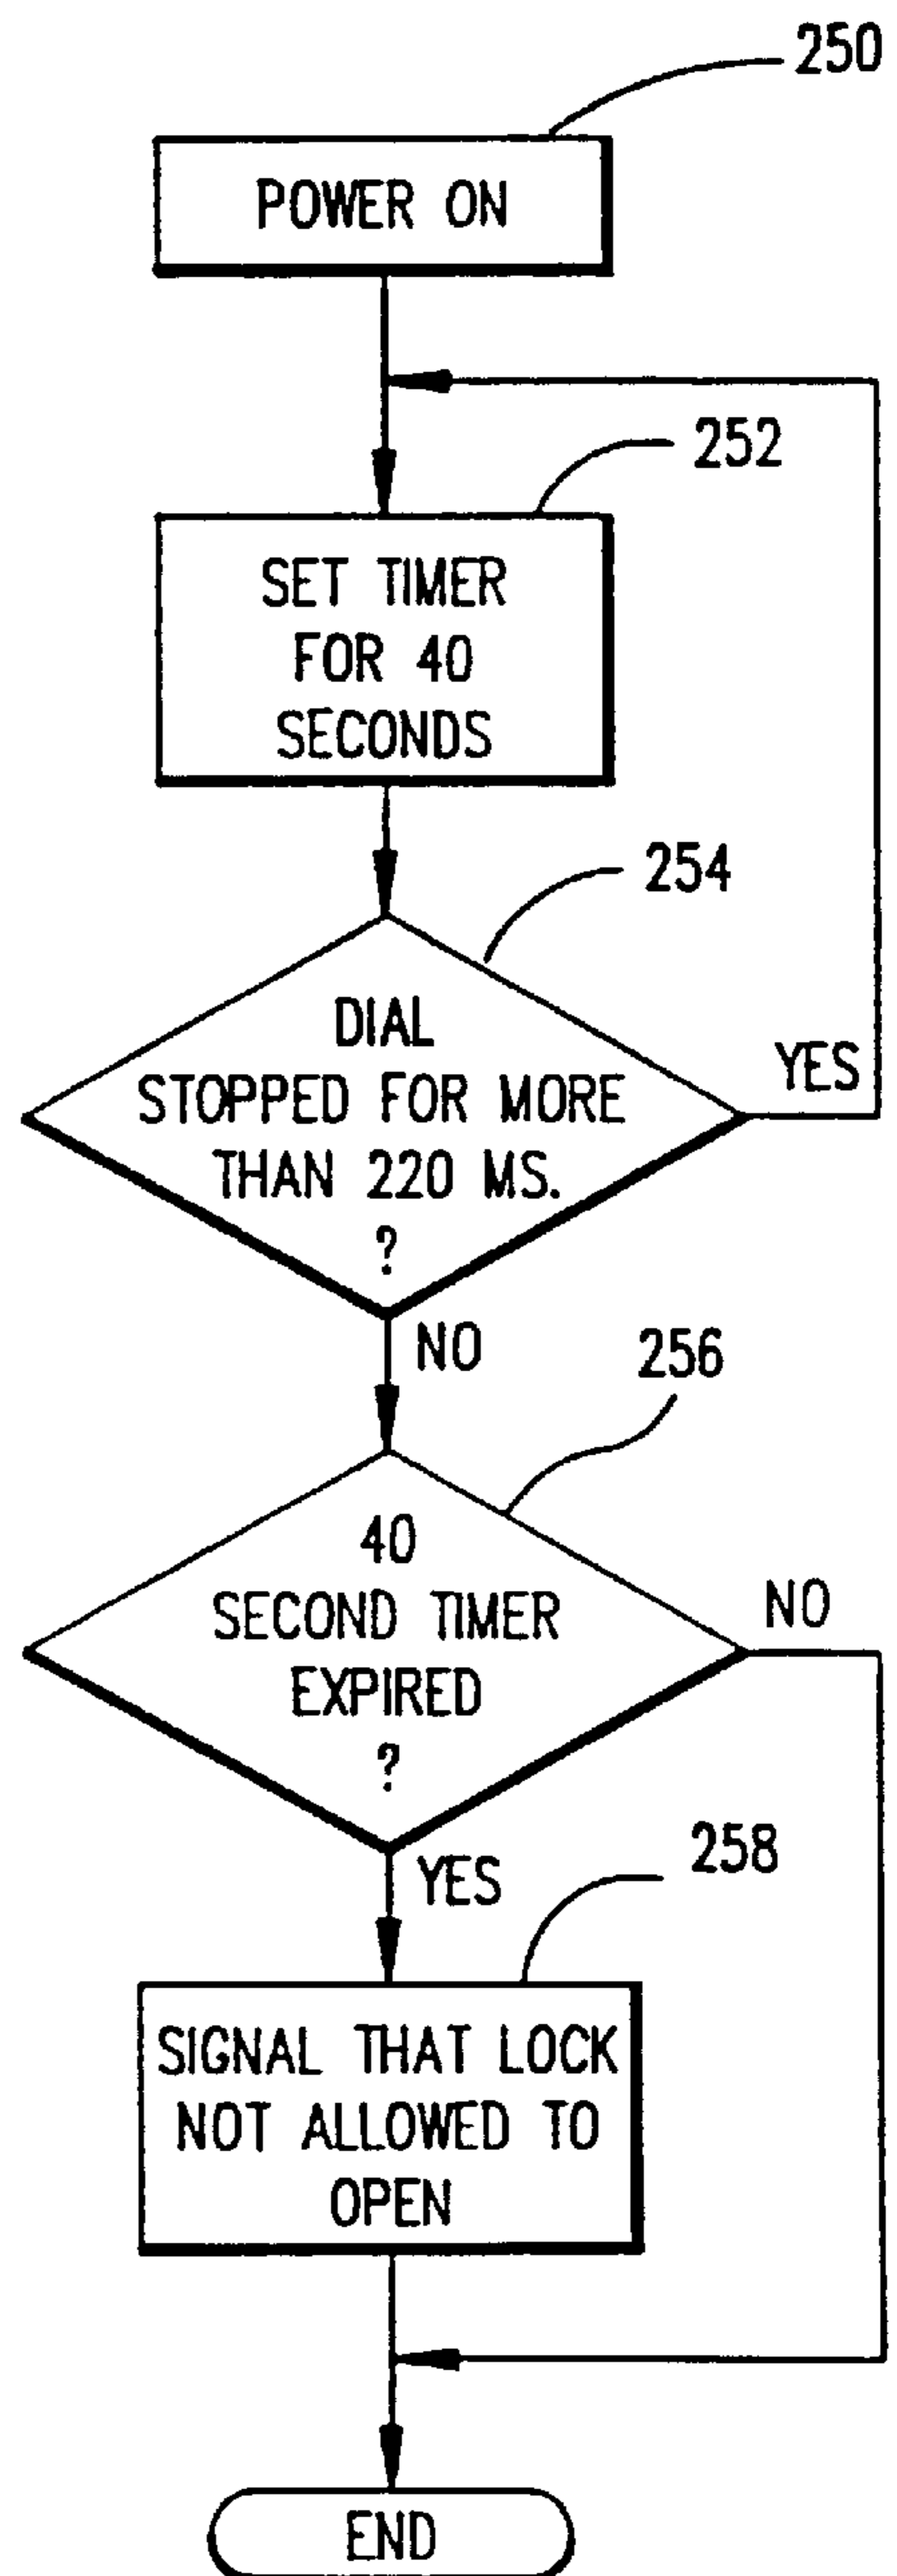 250
POWER ON
252
SET TIMER
FOR 40
SECONDS
254
DIAL
STOPPED FOR MORE
THAN 220 MS.
?
YES
NO
256
40
SECOND TIMER
EXPIRED
?
NO
YES
258
SIGNAL THAT LOCK
NOT ALLOWED TO
OPEN
END